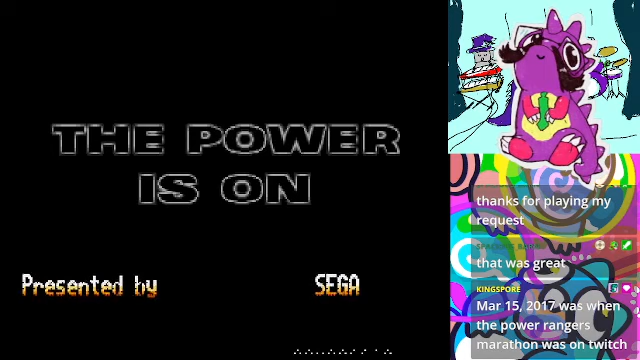 THE POWER
IS ON
Presented by SEGA
thanks for playing my
request
that was great
KINGSPORE
Mar 15, 2017 was when
the power rangers
marathon was on twitch